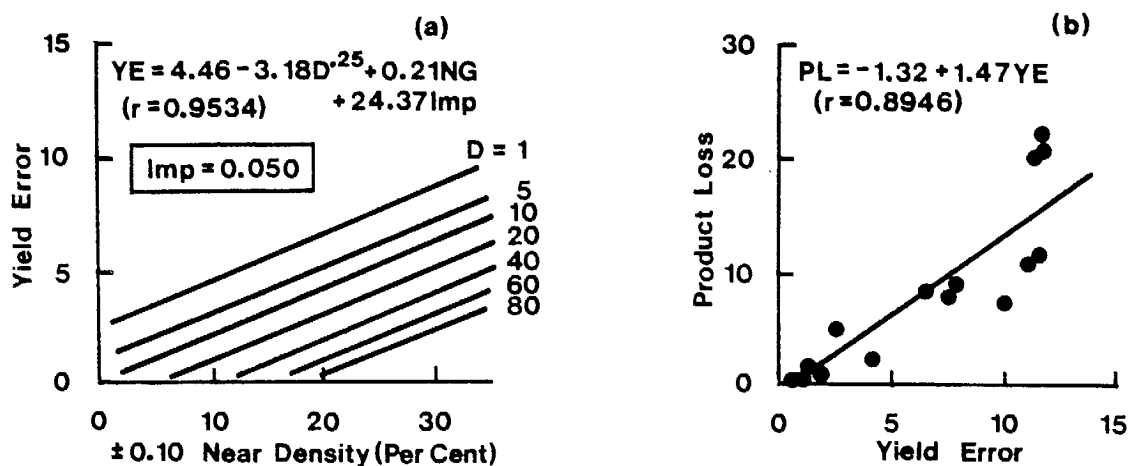 (a)
YE=4.46-3.18D·25+0.21NG
(r=0.9534) +24.37Imp
Imp=0.050
Yield Error
15
10
5
0
D=1
5
10
20
40
60
80
0 10 20 30
±0.10 Near Density(Per Cent)
(b)
PL=-1.32+1.47YE
(r=0.8946)
Product Loss
30
20
10
0
0 5 10 15
Yield Error